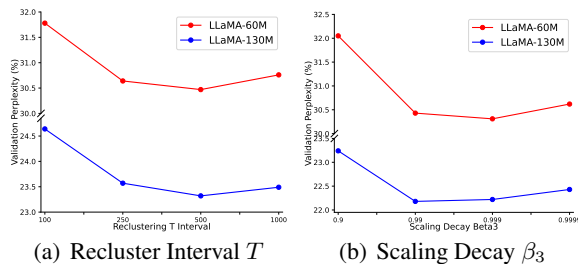 LLaMA-60M
LLaMA-130M
Validation Perplexity (%)
31.5
31.0
30.5
30.0
24.5
24.0
23.5
23.0
100
250
500
1000
Reclustering T Interval
(a) Recluster Interval T
LLaMA-60M
LLaMA-130M
Validation Perplexity (%)
32.5
32.0
31.5
31.0
30.5
30.0
23.5
23.0
22.5
22.0
0.9
0.99
0.999
0.9999
Scaling Decay Beta3
(b) Scaling Decay β₃